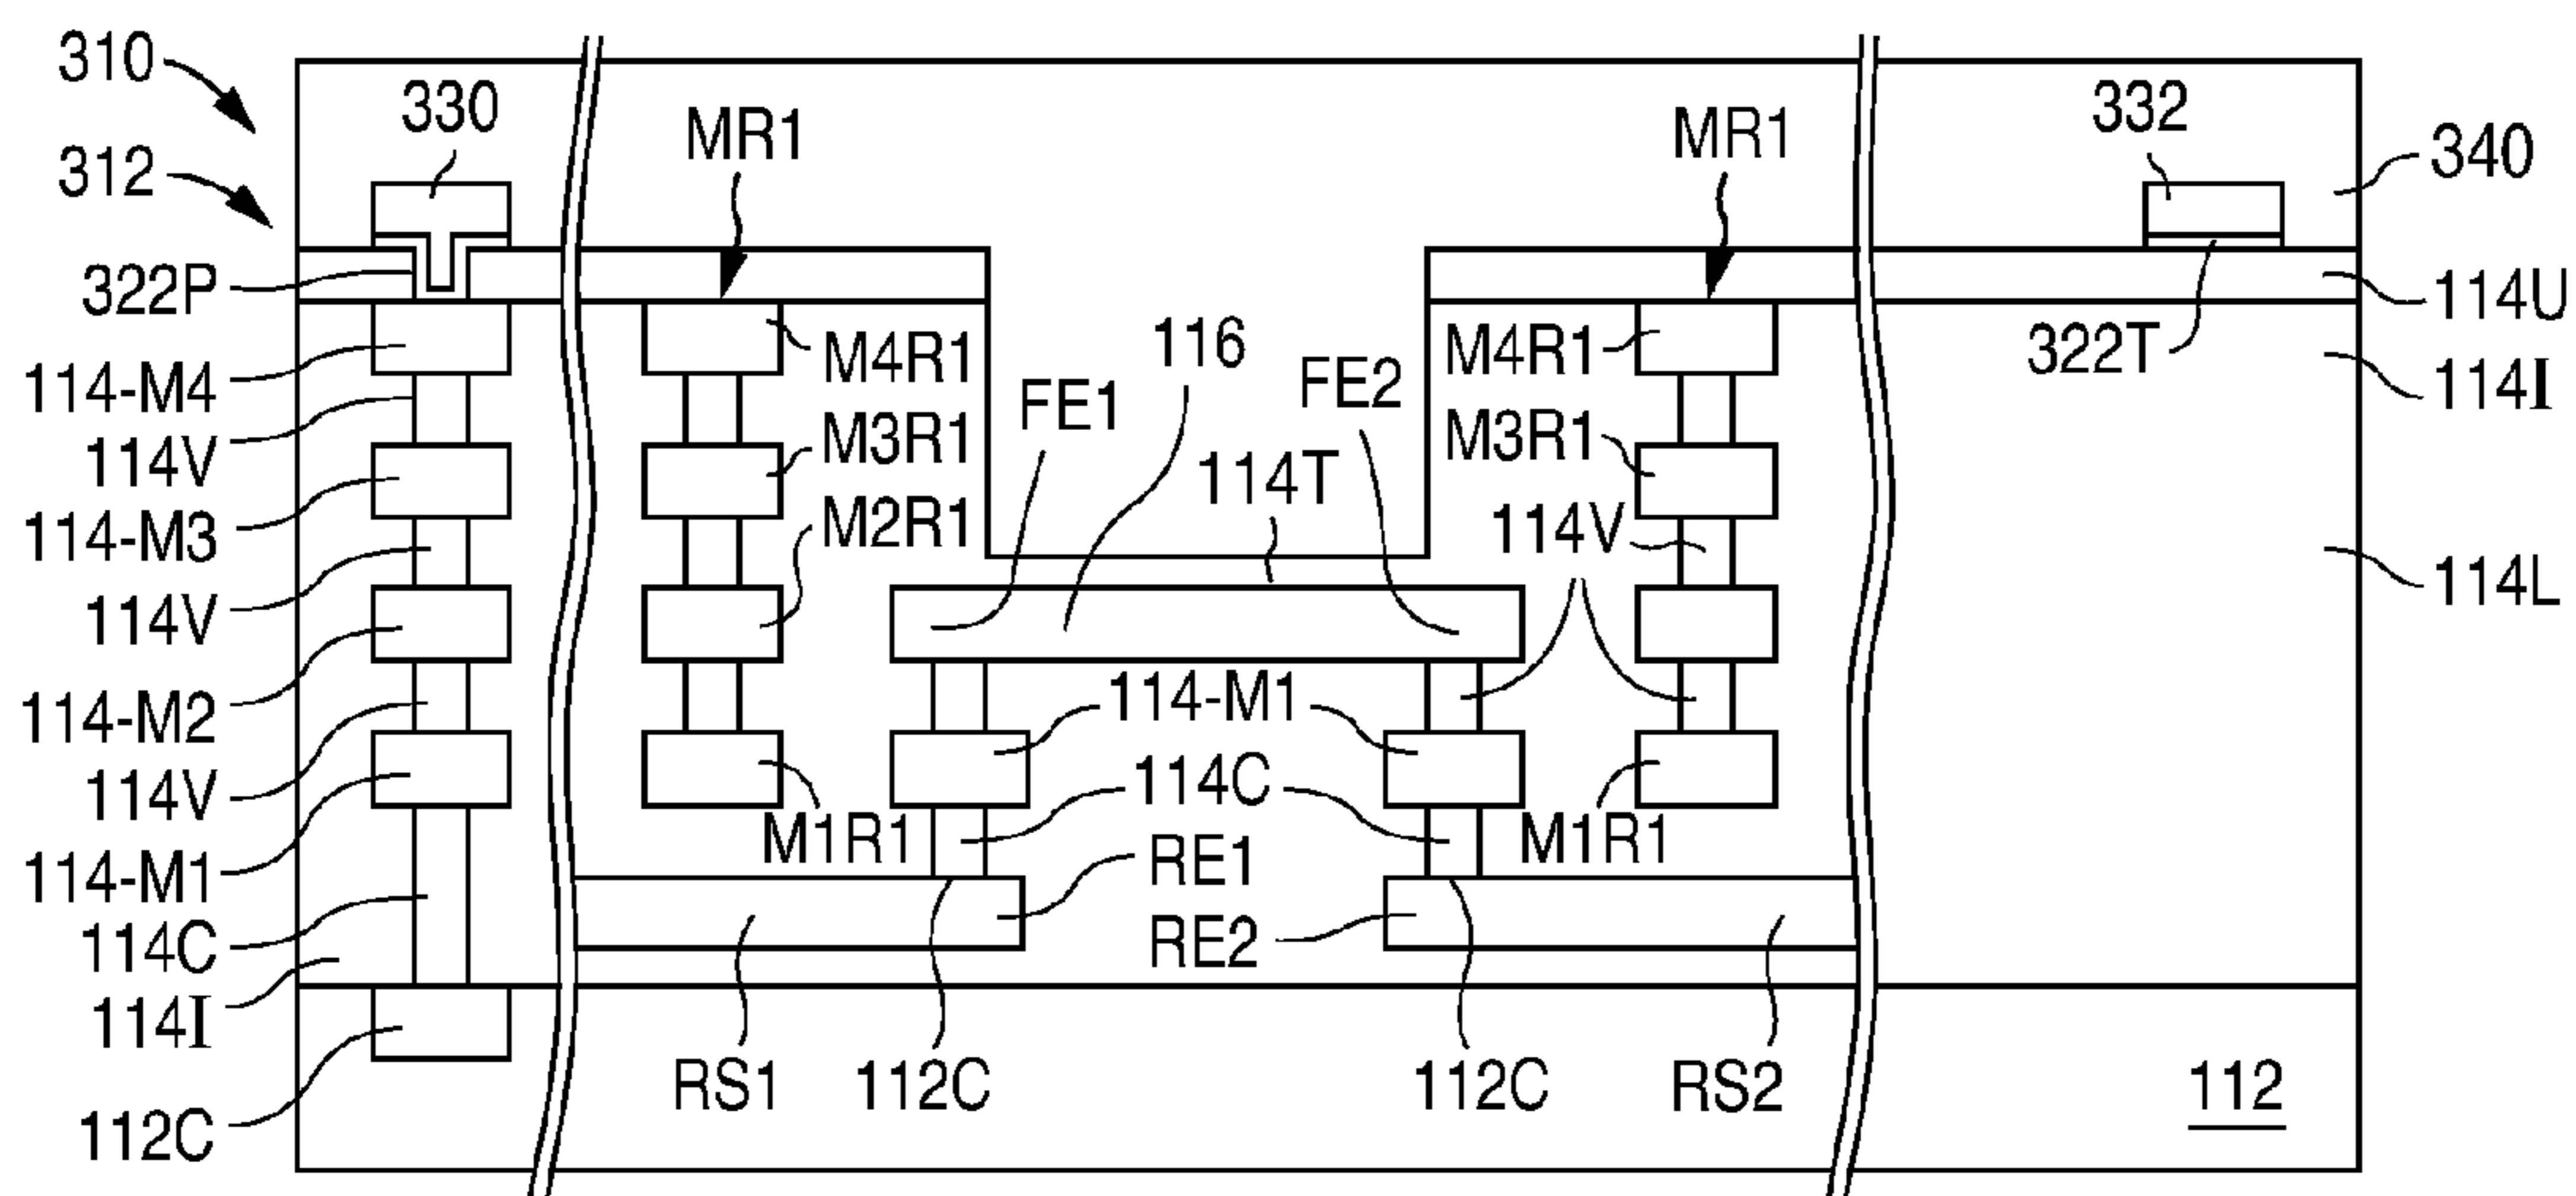 310
330
MR1
MR1
332
340
312
322P
114U
116
M4R1
M4R1
322T
114-M4
FE1
FE2
114I
114V
M3R1
M3R1
114T
114-M3
M2R1
114V
114L
114V
114-M2
114-M1
114V
114C
M1R1
M1R1
114-M1
RE1
114C
RE2
114I
RS1
112C
112C
RS2
112
112C